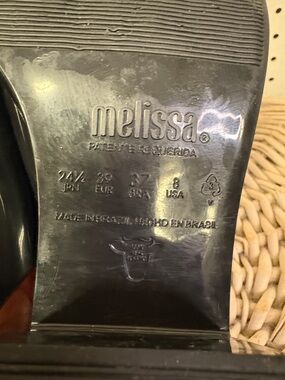 melissa®
PATENTE REQUERIDA
24½ 39 37 8
JPN EUR BRA USA
MADE IN BRAZIL HECHO EN BRASIL